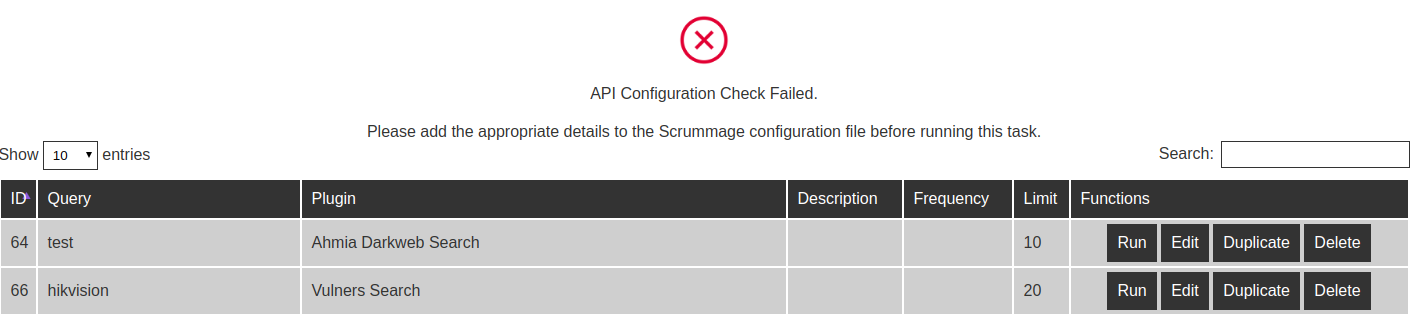 API Configuration Check Failed.
Please add the appropriate details to the Scrummage configuration file before running this task.
Show 10 entries Search:
ID Query Plugin Description Frequency Limit Functions
64 test Ahmia Darkweb Search 10 Run Edit Duplicate Delete
66 hikvision Vulners Search 20 Run Edit Duplicate Delete